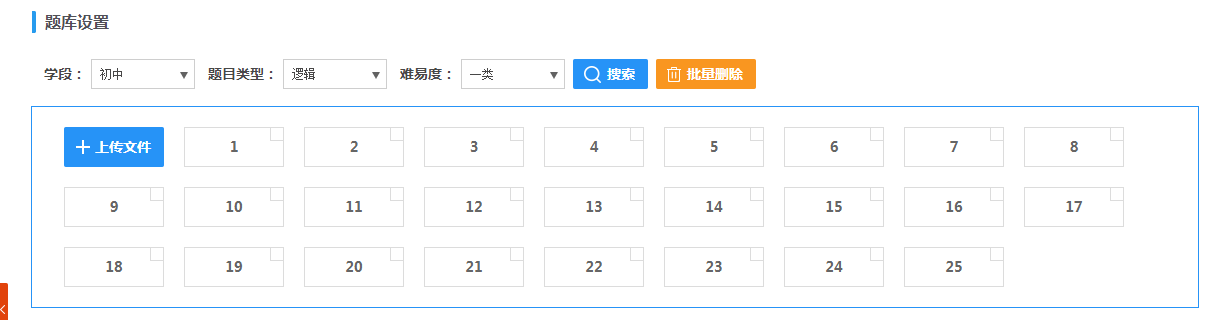 题库设置
学段： 初中 题目类型： 逻辑 难易度： 一类 搜索 批量删除
上传文件 1 2 3 4 5 6 7 8
9 10 11 12 13 14 15 16 17
18 19 20 21 22 23 24 25